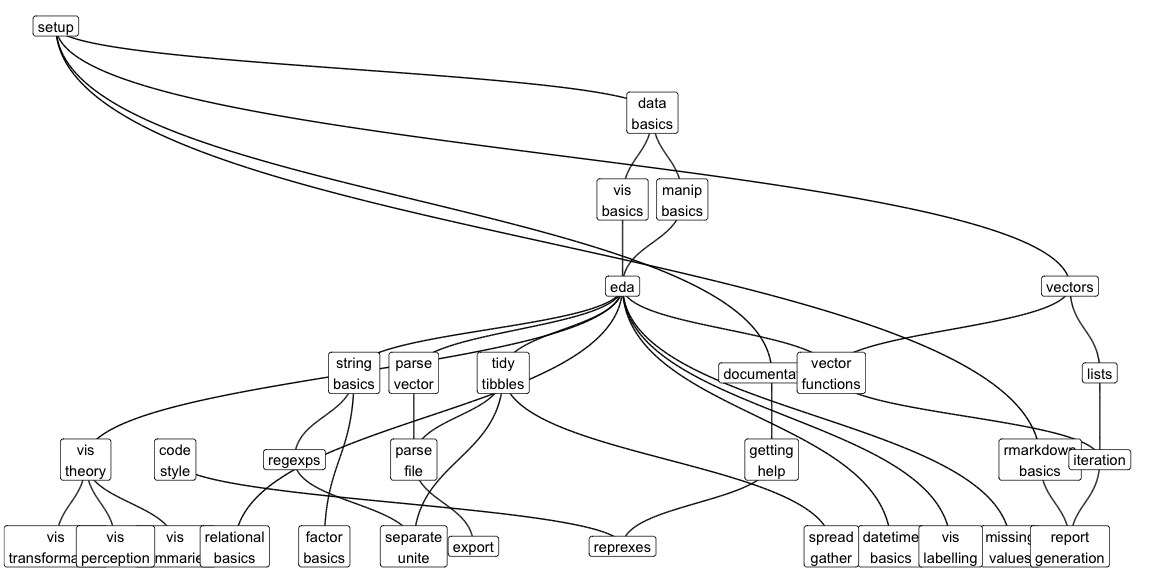 setup
data
basics
vis
basics
manip
basics
eda
vectors
string
basics
parse
vector
tidy
tibbles
documenta
vector
functions
lists
vis
theory
code
style
regexps
parse
file
getting
help
rmarkdown
basics
iteration
vis
transforma
vis
perception
vis
mmarie
relational
basics
factor
basics
separate
unite
export
reprexes
spread
gather
datetime
basics
vis
labelling
missing
values
report
generation